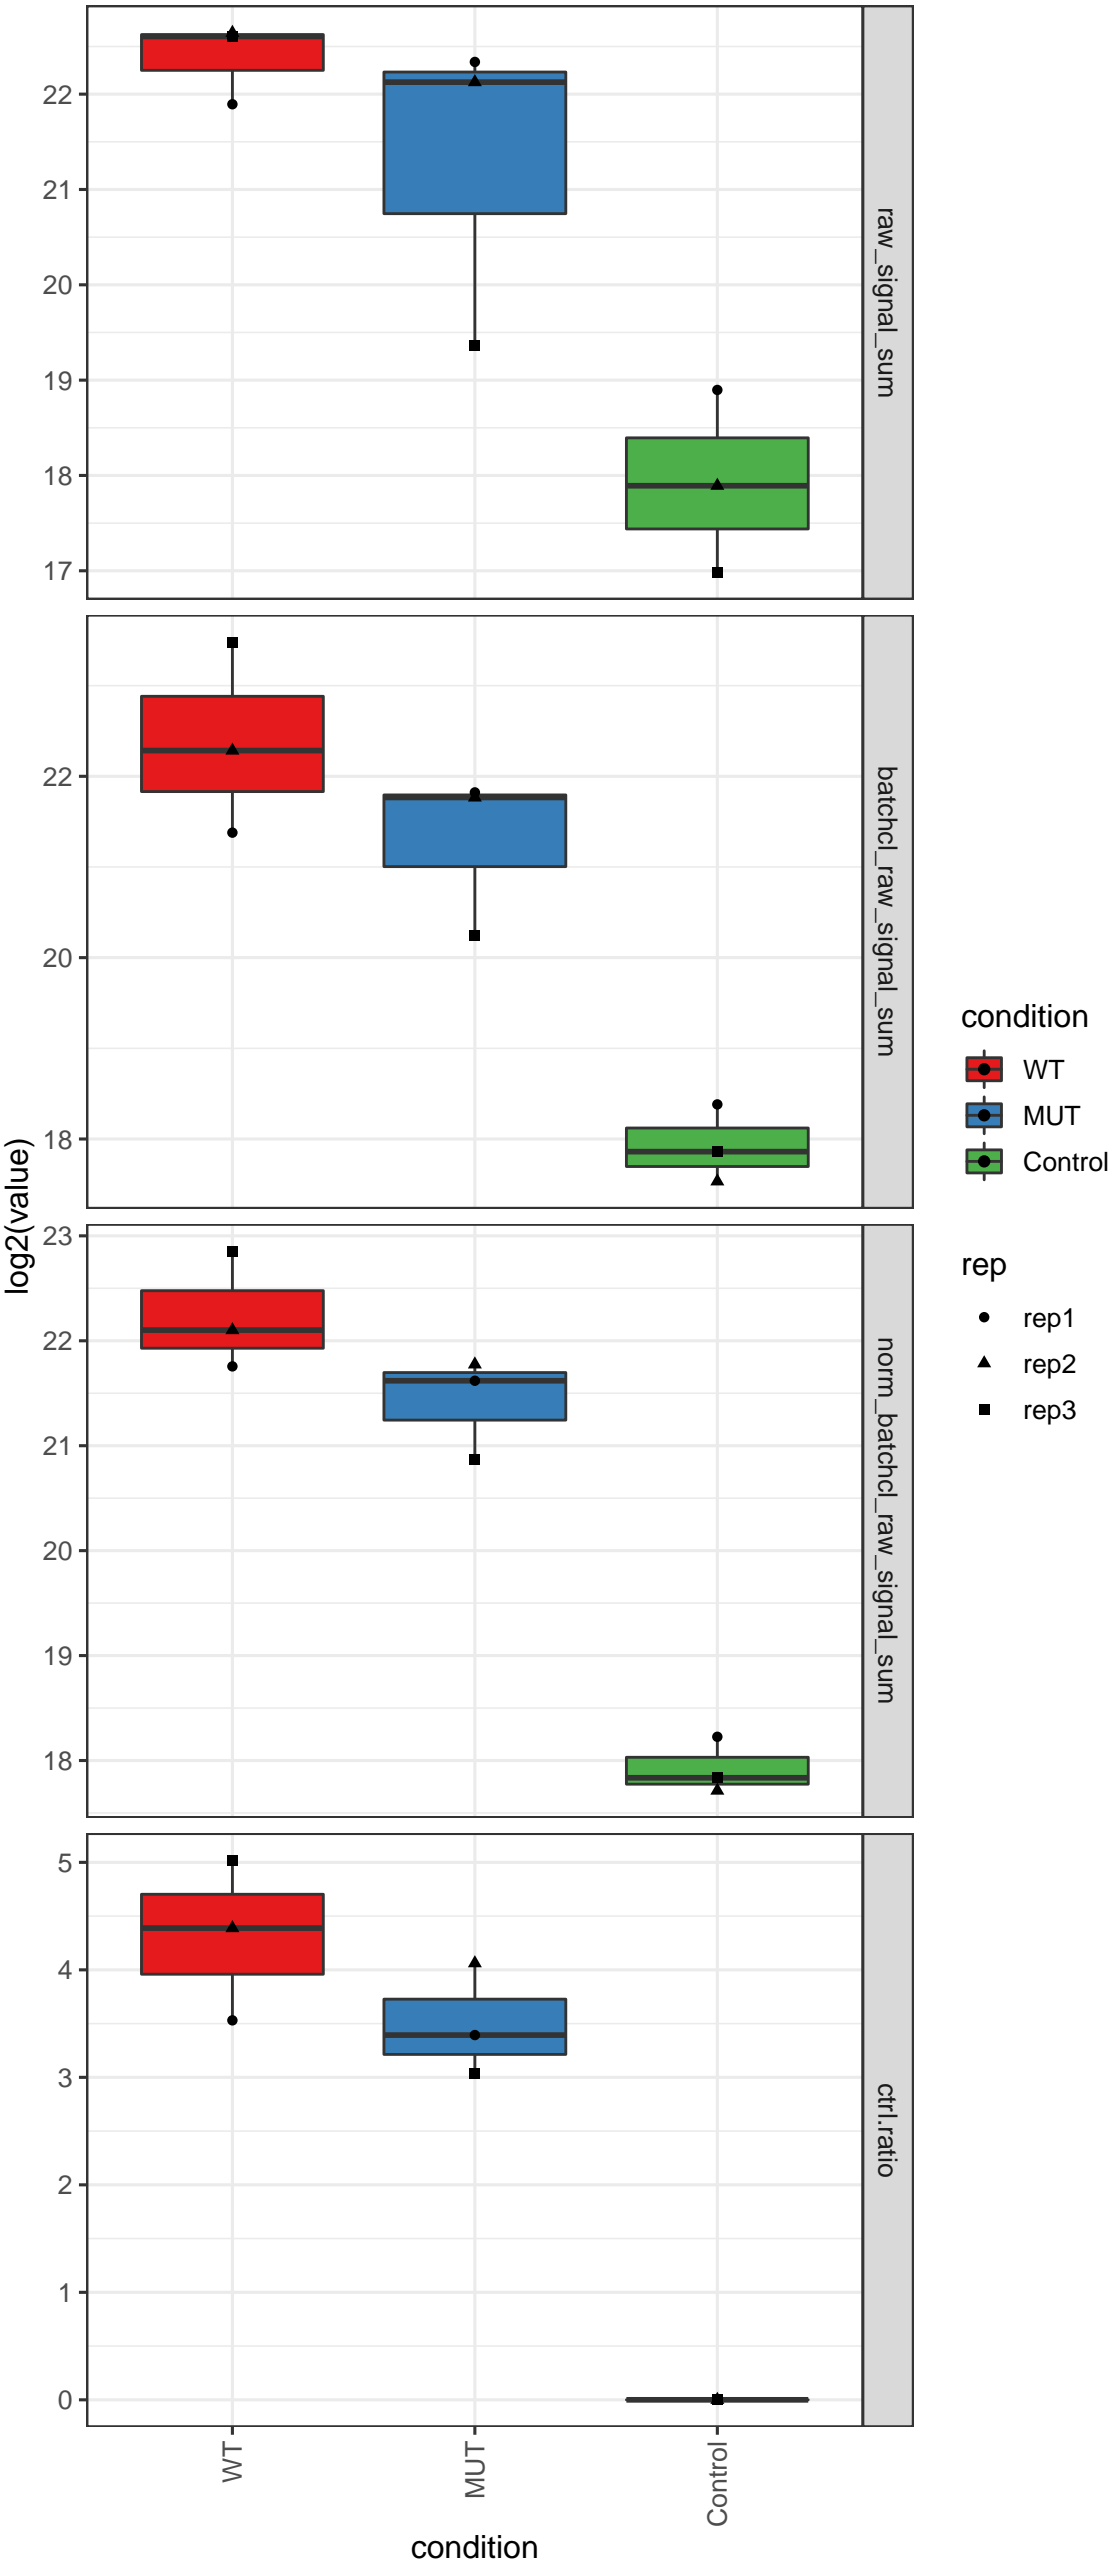 log2(value)
22
21
20
19
18
17
raw_signal_sum
22
20
18
batchcl_raw_signal_sum
23
22
21
20
19
18
norm_batchcl_raw_signal_sum
5
4
3
2
1
0
ctrl.ratio
WT
MUT
Control
condition
condition
WT
MUT
Control
rep
rep1
rep2
rep3